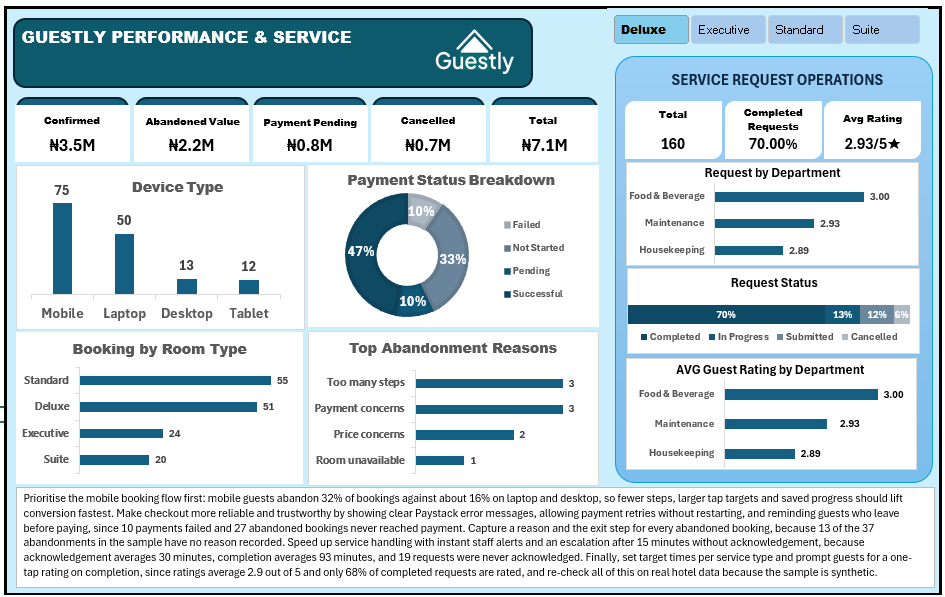 GUESTLY PERFORMANCE & SERVICE
Guestly
Deluxe
Executive
Standard
Suite
Confirmed
₦3.5M
Abandoned Value
₦2.2M
Payment Pending
₦0.8M
Cancelled
₦0.7M
Total
₦7.1M
Device Type
75
50
13
12
Mobile
Laptop
Desktop
Tablet
Payment Status Breakdown
10%
33%
10%
47%
Failed
Not Started
Pending
Successful
Booking by Room Type
Standard 55
Deluxe 51
Executive 24
Suite 20
Top Abandonment Reasons
Too many steps 3
Payment concerns 3
Price concerns 2
Room unavailable 1
SERVICE REQUEST OPERATIONS
Total
160
Completed
Requests
70.00%
Avg Rating
2.93/5★
Request by Department
Food & Beverage 3.00
Maintenance 2.93
Housekeeping 2.89
Request Status
70% 13% 12% 6%
Completed In Progress Submitted Cancelled
AVG Guest Rating by Department
Food & Beverage 3.00
Maintenance 2.93
Housekeeping 2.89
Prioritise the mobile booking flow first: mobile guests abandon 32% of bookings against about 16% on laptop and desktop, so fewer steps, larger tap targets and saved progress should lift
conversion fastest. Make checkout more reliable and trustworthy by showing clear Paystack error messages, allowing payment retries without restarting, and reminding guests who leave
before paying, since 10 payments failed and 27 abandoned bookings never reached payment. Capture a reason and the exit step for every abandoned booking, because 13 of the 37
abandonments in the sample have no reason recorded. Speed up service handling with instant staff alerts and an escalation after 15 minutes without acknowledgement, because
acknowledgement averages 30 minutes, completion averages 93 minutes, and 19 requests were never acknowledged. Finally, set target times per service type and prompt guests for a one-
tap rating on completion, since ratings average 2.9 out of 5 and only 68% of completed requests are rated, and re-check all of this on real hotel data because the sample is synthetic.